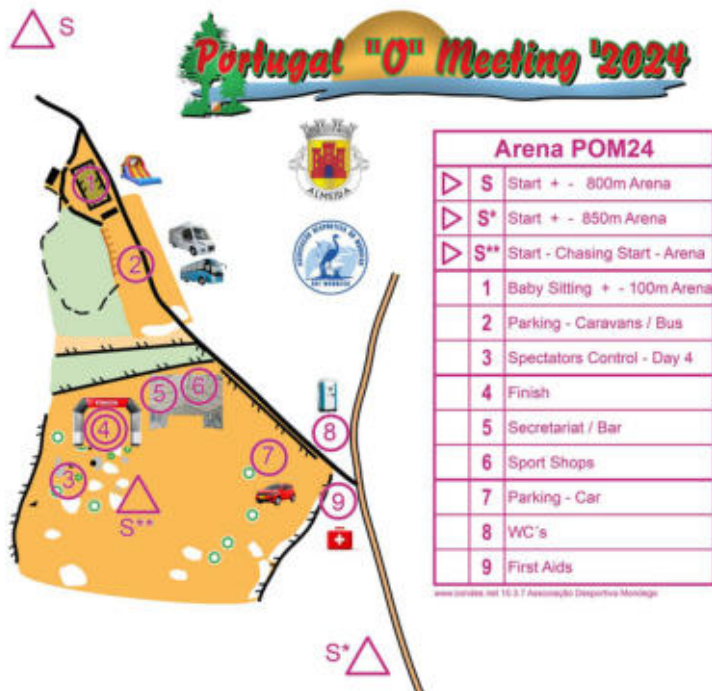 S
Portugal "O" Meeting '2024
ALMEIDA
Arena POM24
S Start + - 800m Arena
S* Start + - 850m Arena
S** Start - Chasing Start - Arena
1 Baby Sitting + - 100m Arena
2 Parking - Caravans / Bus
3 Spectators Control - Day 4
4 Finish
5 Secretariat / Bar
6 Sport Shops
7 Parking - Car
8 WC´s
9 First Aids
1
2
5
6
4
8
7
3
9
S**
S*